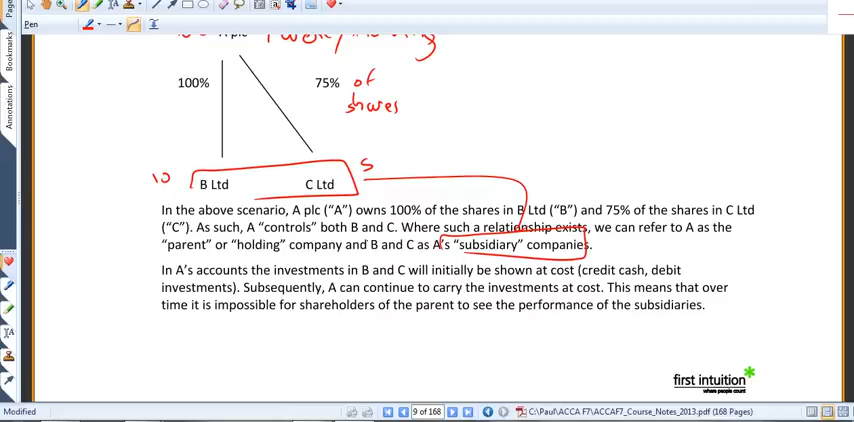 Pages
Pen
Bookmarks
A plc
100%
75%
of
shares
10
5
B Ltd
C Ltd
In the above scenario, A plc (“A”) owns 100% of the shares in B Ltd (“B”) and 75% of the shares in C Ltd
(“C”). As such, A “controls” both B and C. Where such a relationship exists, we can refer to A as the
“parent” or “holding” company and B and C as A’s “subsidiary” companies.
Annotations
In A’s accounts the investments in B and C will initially be shown at cost (credit cash, debit
investments). Subsequently, A can continue to carry the investments at cost. This means that over
time it is impossible for shareholders of the parent to see the performance of the subsidiaries.
first intuition
where people count
Modified
9 of 168
C:\Paul\ACCA F7\ACCAF7_Course_Notes_2013.pdf (168 Pages)